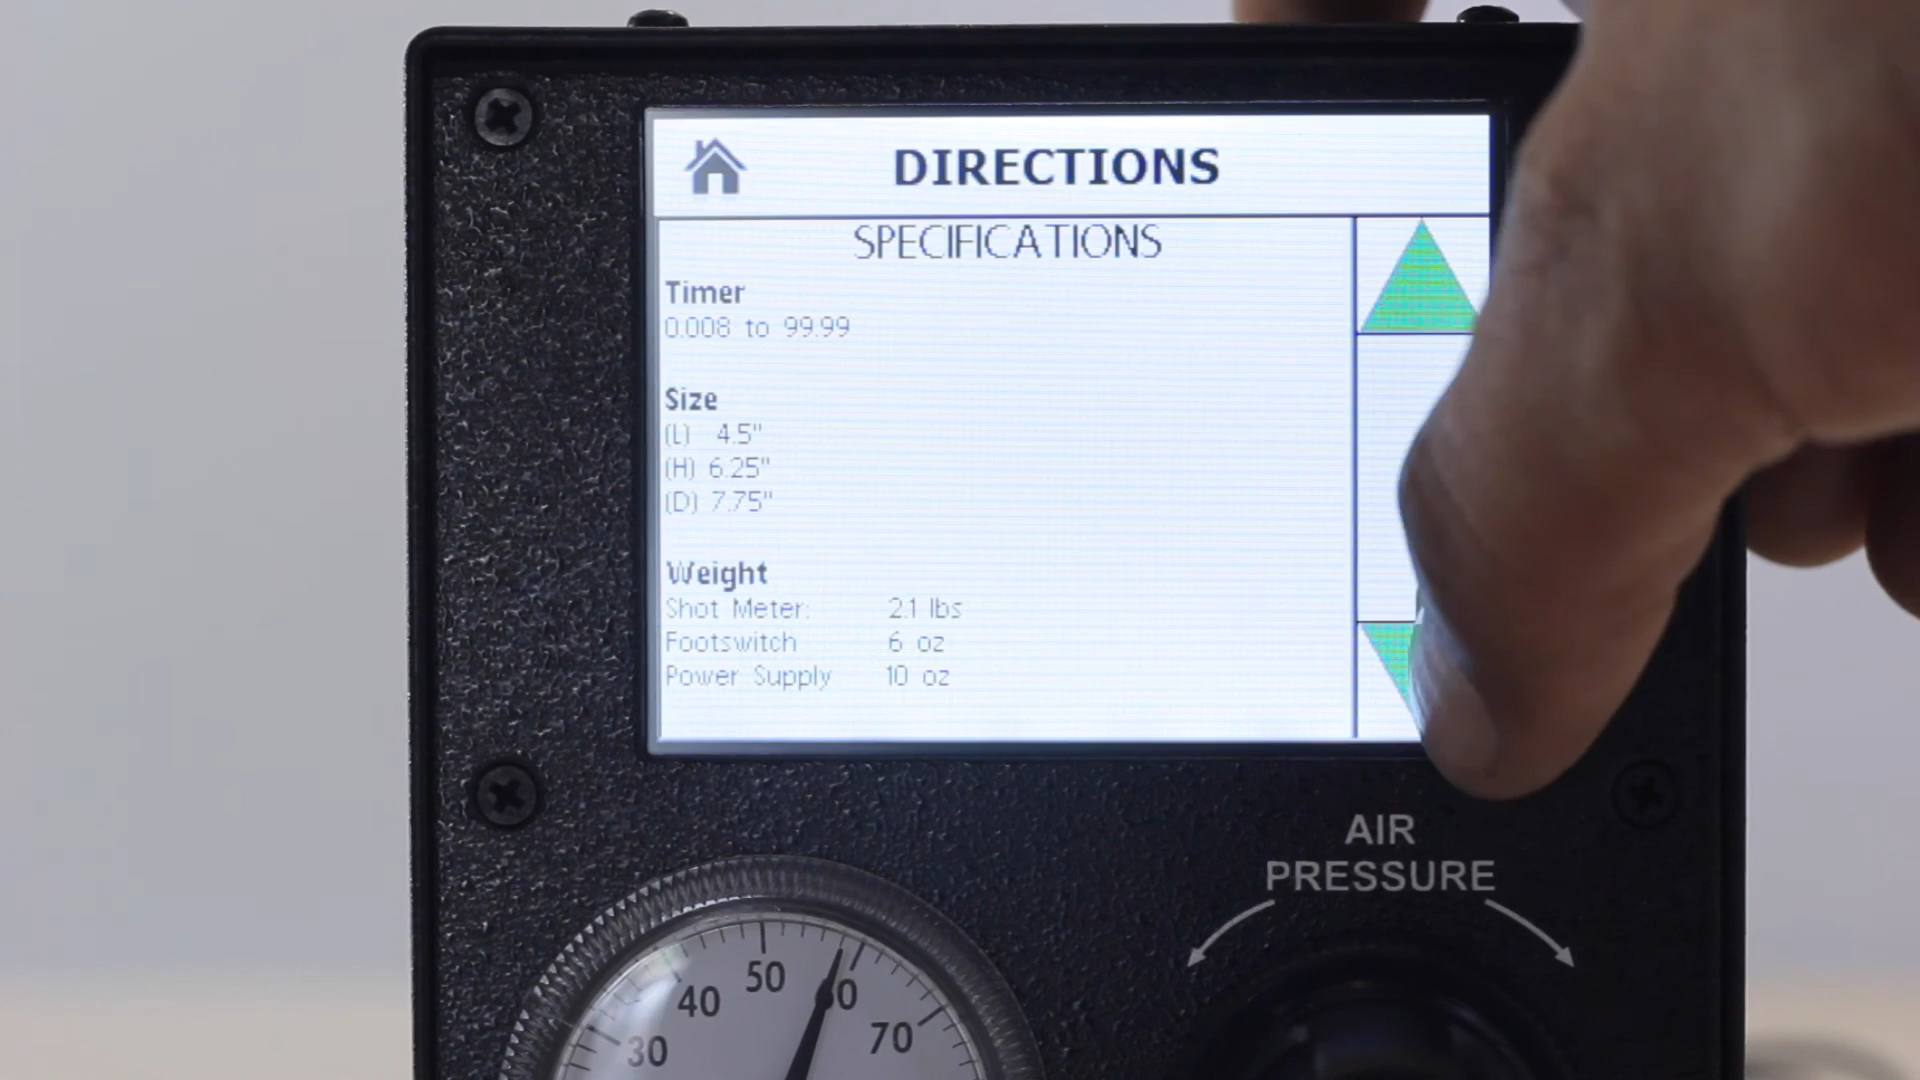 DIRECTIONS
SPECIFICATIONS
Timer
0.008 to 99.99
Size
(L) 4.5"
(H) 6.25"
(D) 7.75"
Weight
Shot Meter: 2.1 lbs
Footswitch 6 oz
Power Supply 10 oz
AIR
PRESSURE
30
40
50
60
70